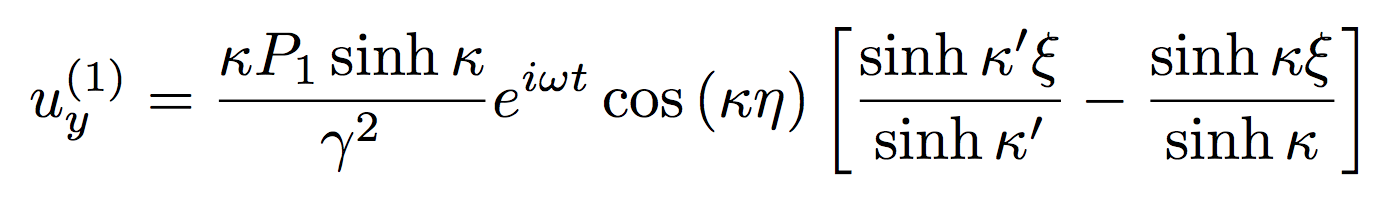 u_y^{(1)} = \frac{\kappa P_1 \sinh \kappa}{\gamma^2} e^{i\omega t} \cos(\kappa\eta) \left[ \frac{\sinh \kappa' \xi}{\sinh \kappa'} - \frac{\sinh \kappa \xi}{\sinh \kappa} \right]